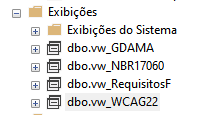 Exibições
Exibições do Sistema
dbo.vw_GDAMA
dbo.vw_NBR17060
dbo.vw_RequisitosF
dbo.vw_WCAG22